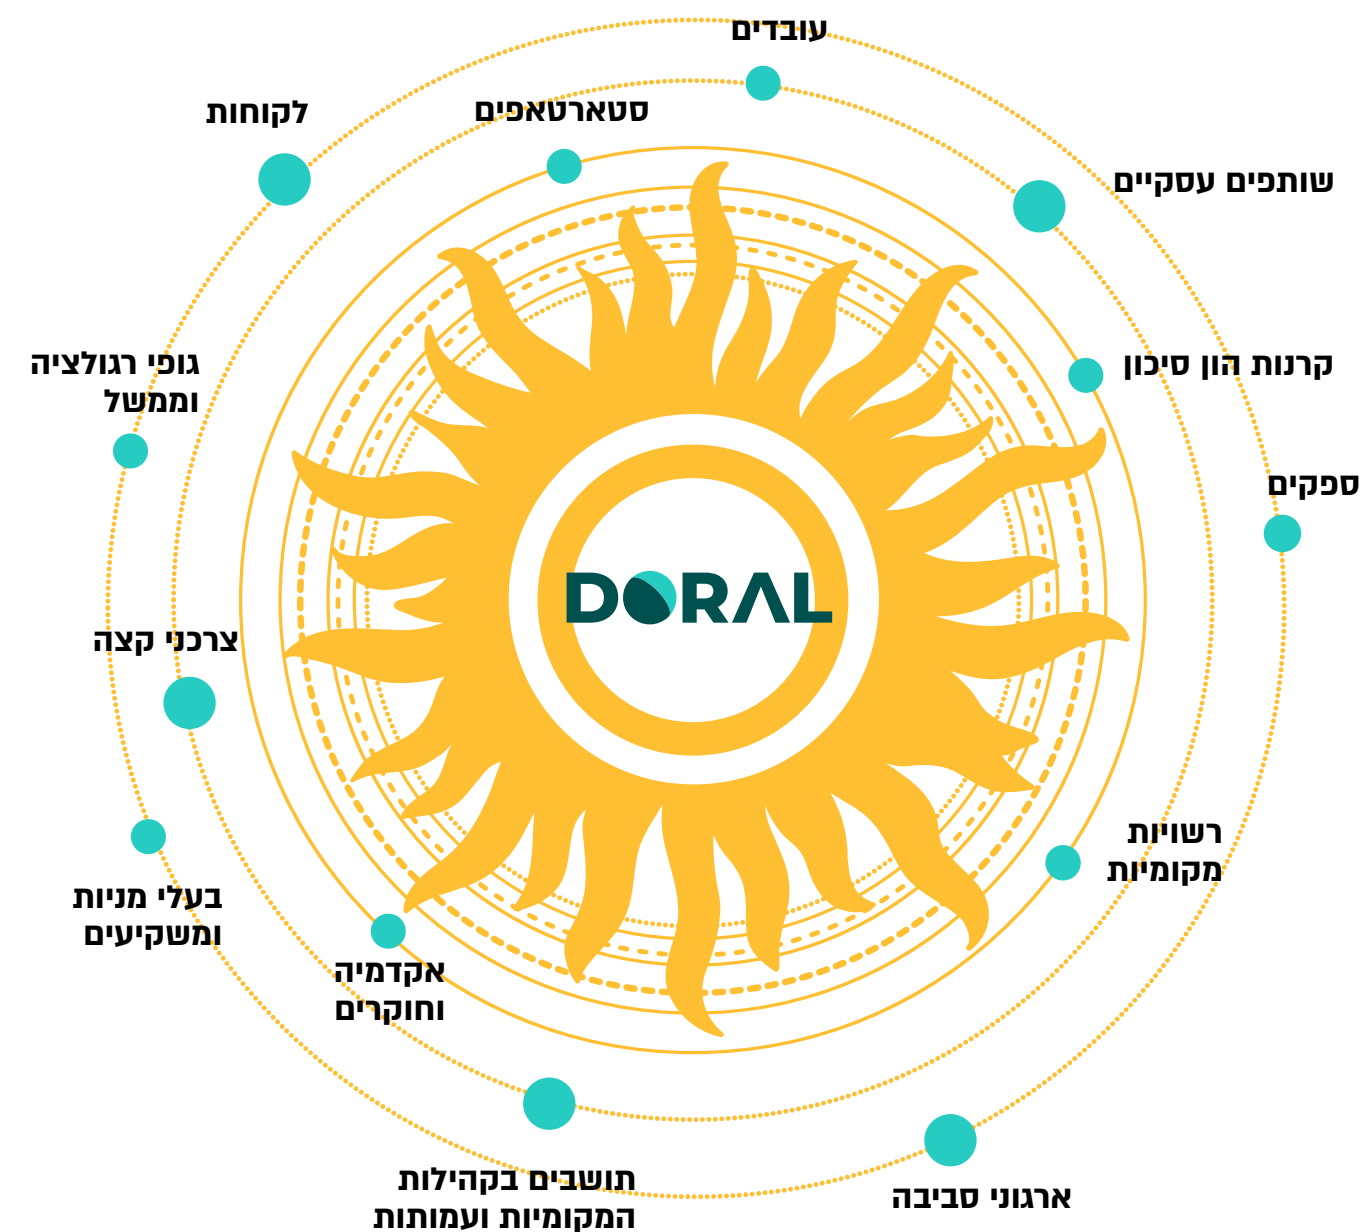 עובדים
סטארטאפים
לקוחות
שותפים עסקיים
קרנות הון סיכון
גופי רגולציה
וממשל
ספקים
DORAL
צרכני קצה
רשויות
מקומיות
בעלי מניות
ומשקיעים
אקדמיה
וחוקרים
תושבים בקהילות
המקומיות ועמותות
ארגוני סביבה